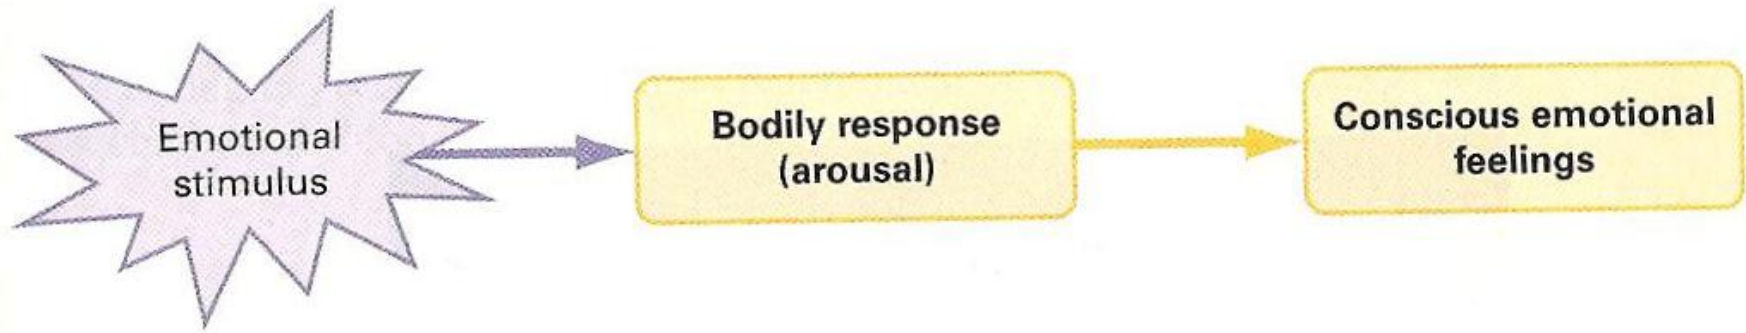 Emotional
stimulus
Bodily response
(arousal)
Conscious emotional
feelings